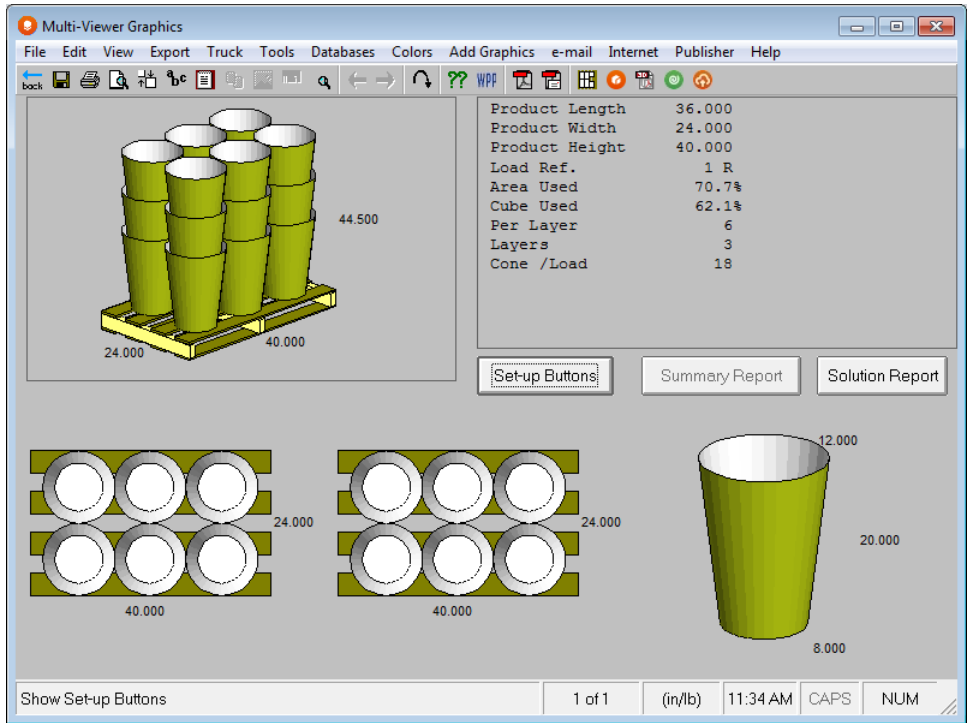 Multi-Viewer Graphics
File Edit View Export Truck Tools Databases Colors Add Graphics e-mail Internet Publisher Help
back abc ?? WPP
44.500
24.000
40.000
Product Length 36.000
Product Width 24.000
Product Height 40.000
Load Ref. 1 R
Area Used 70.7%
Cube Used 62.1%
Per Layer 6
Layers 3
Cone /Load 18
Set-up Buttons Summary Report Solution Report
24.000
40.000
24.000
40.000
12.000
20.000
8.000
Show Set-up Buttons 1 of 1 (in/lb) 11:34 AM CAPS NUM